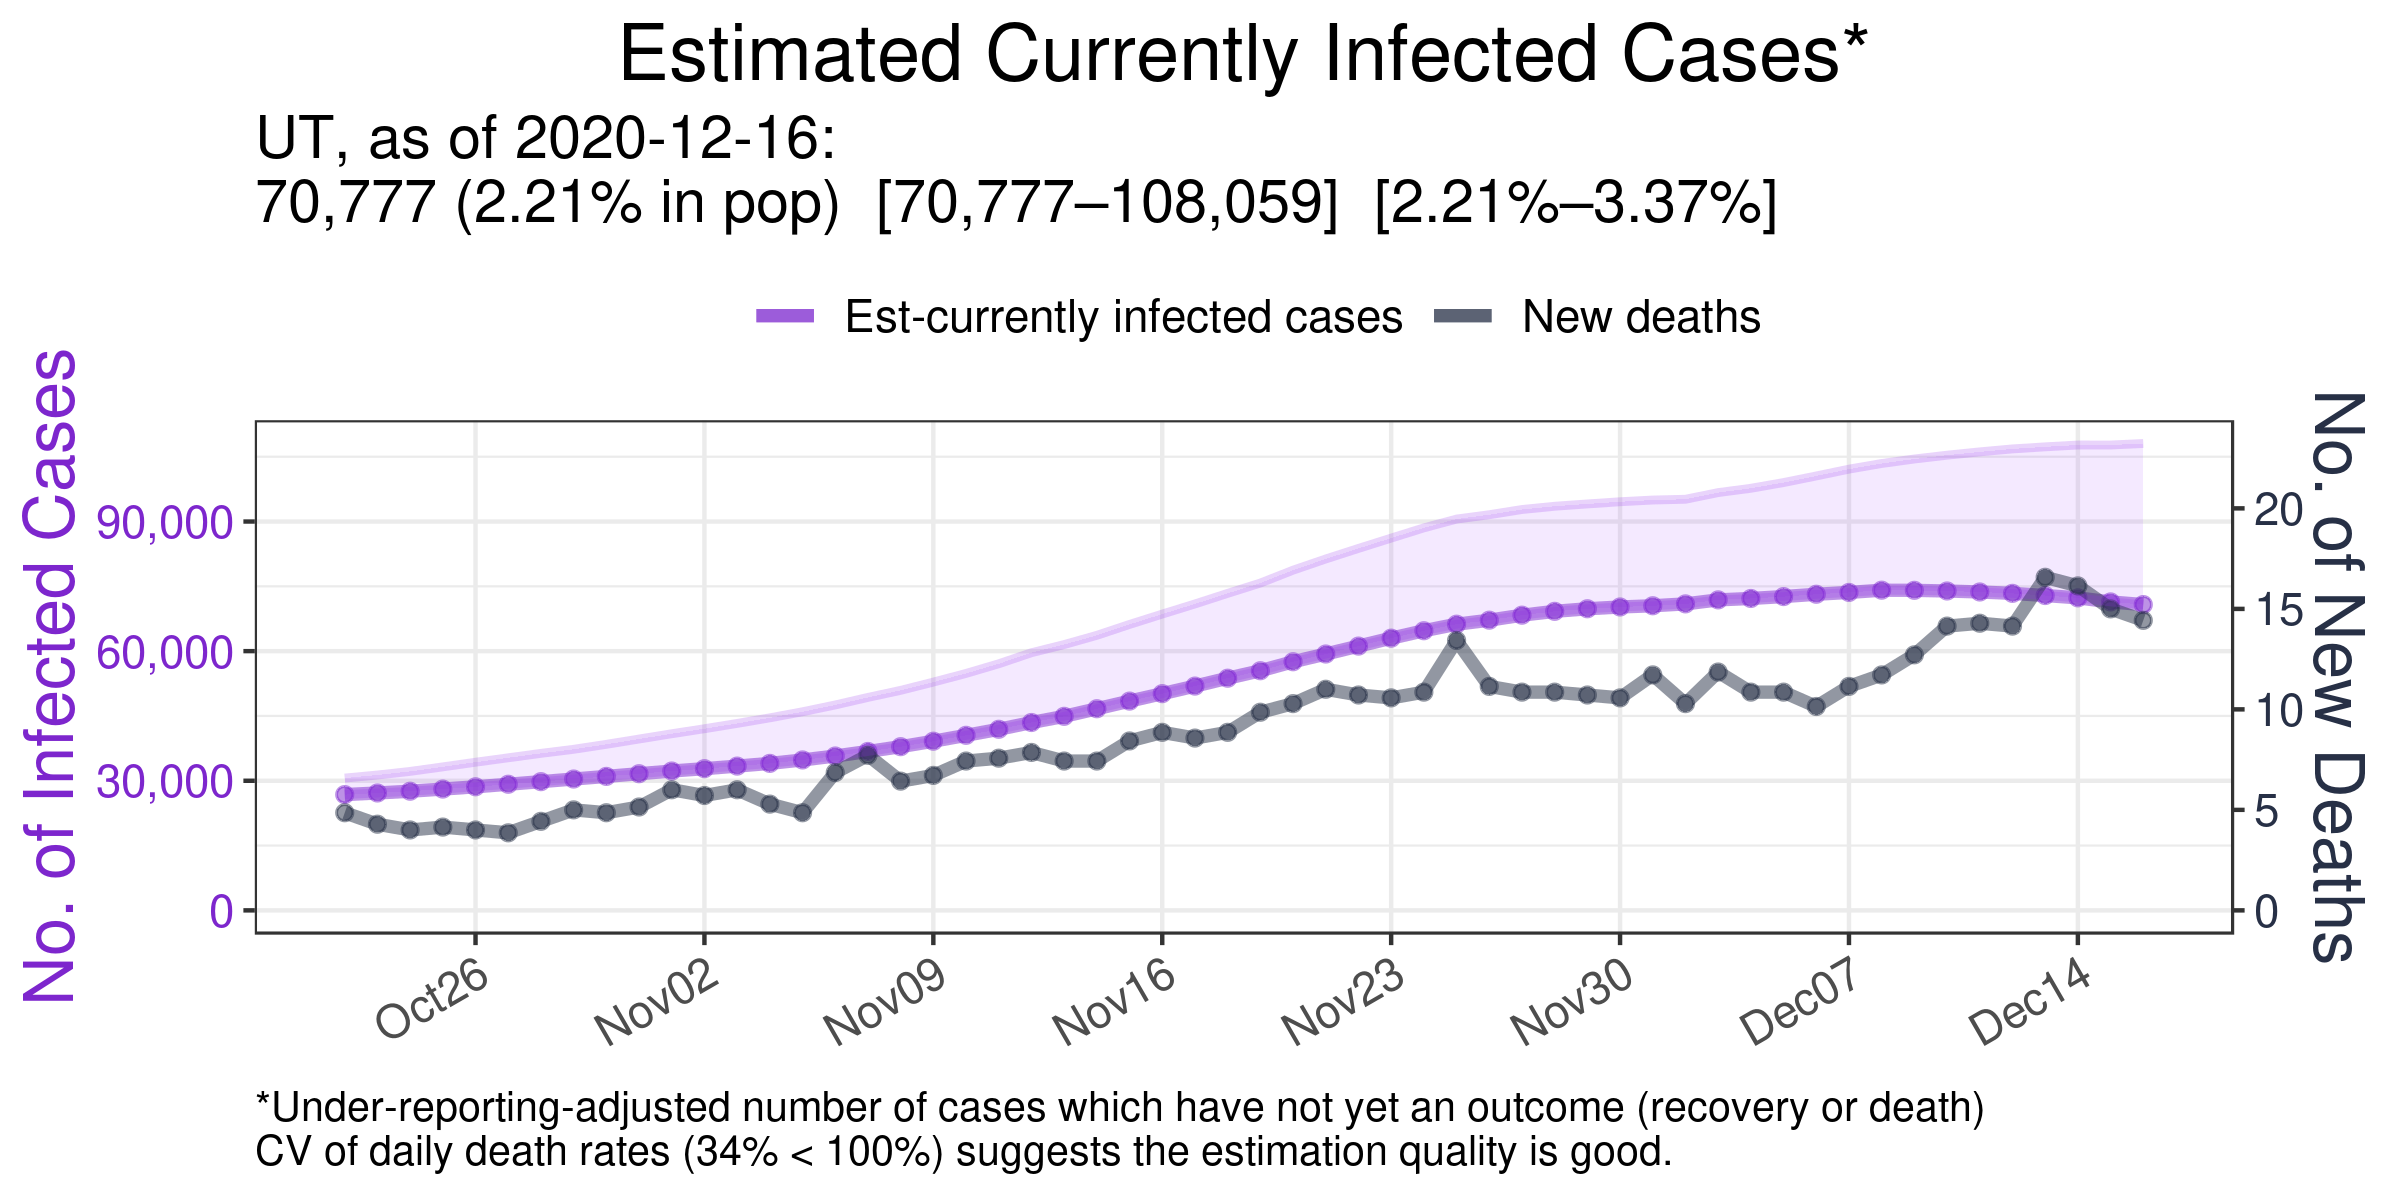 Estimated Currently Infected Cases*
UT, as of 2020-12-16:
70,777 (2.21% in pop)  [70,777–108,059]  [2.21%–3.37%]
Est-currently infected cases
New deaths
No. of Infected Cases
90,000
60,000
30,000
0
20
15
10
5
0
No. of New Deaths
Oct26
Nov02
Nov09
Nov16
Nov23
Nov30
Dec07
Dec14
*Under-reporting-adjusted number of cases which have not yet an outcome (recovery or death)
CV of daily death rates (34% < 100%) suggests the estimation quality is good.